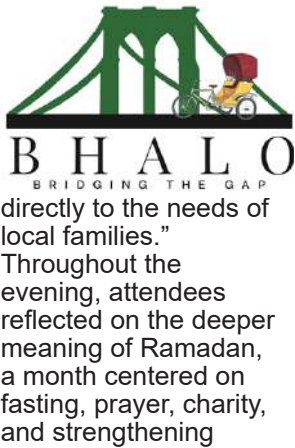 BHALO
BRIDGING THE GAP
directly to the needs of
local families.”
Throughout the
evening, attendees
reflected on the deeper
meaning of Ramadan,
a month centered on
fasting, prayer, charity,
and strengthening